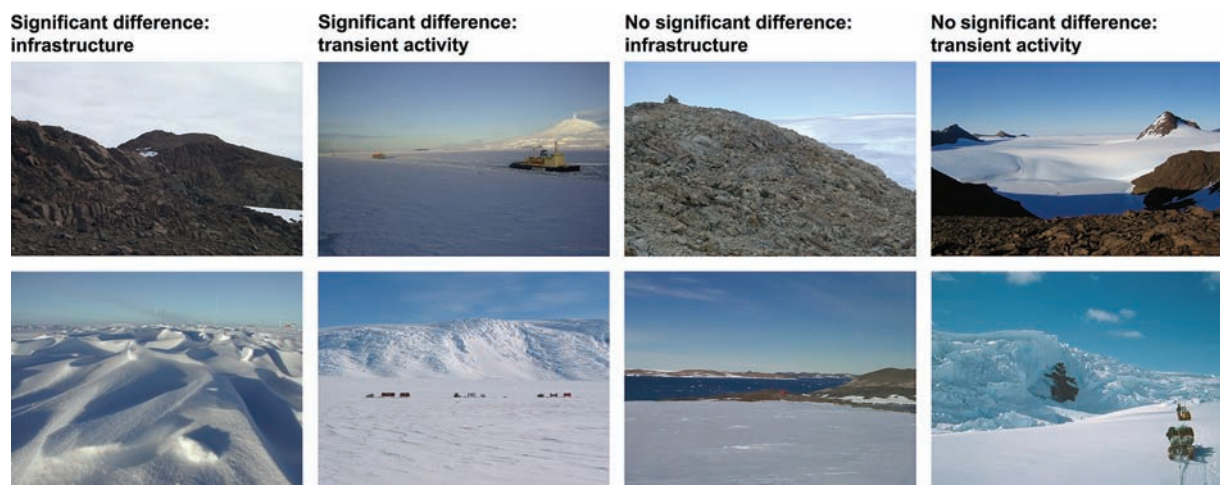 Significant difference:
infrastructure
Significant difference:
transient activity
No significant difference:
infrastructure
No significant difference:
transient activity